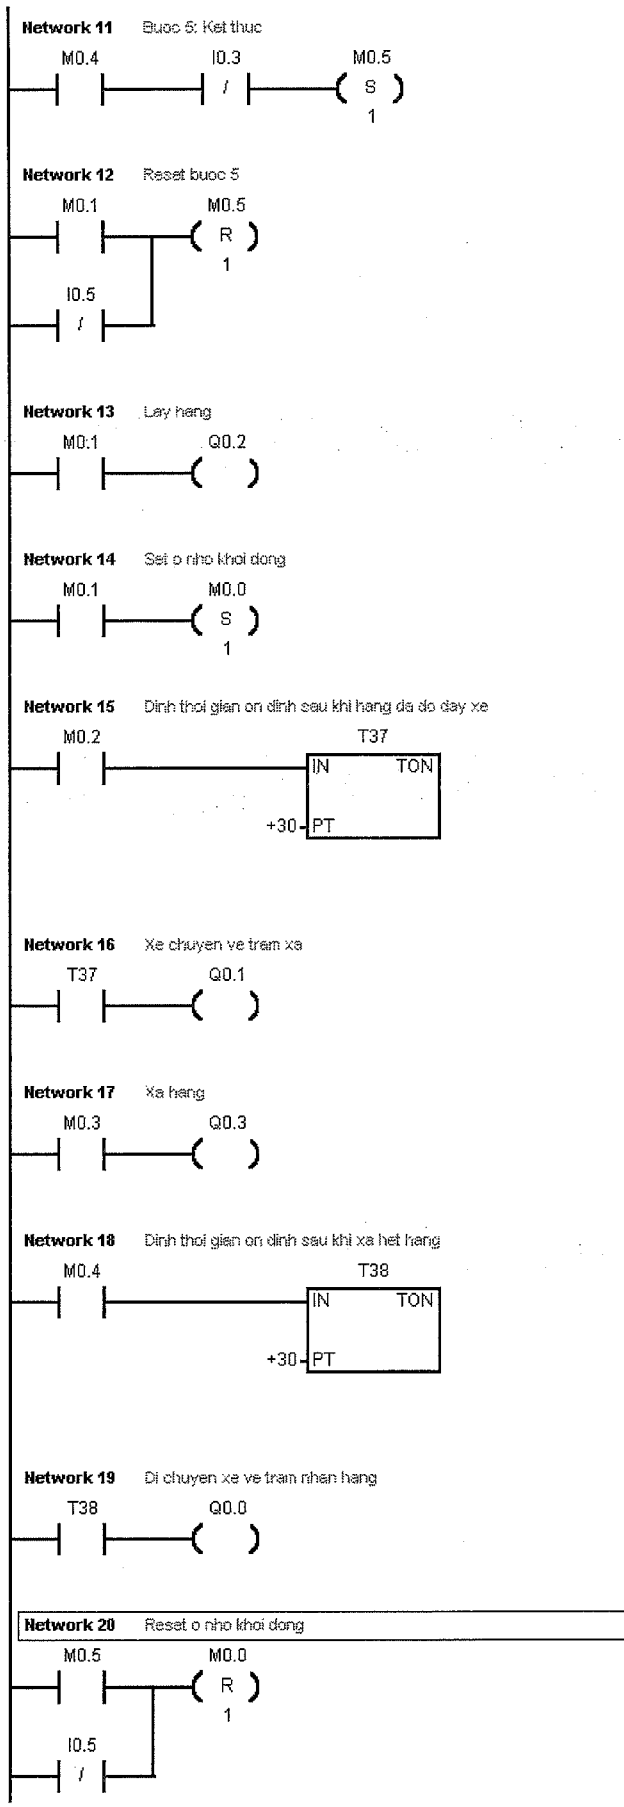 Network 11 Buoc 5: Ket thuc
M0.4 I0.3 M0.5
/ S
1
Network 12 Reset buoc 5
M0.1 M0.5
R
1
I0.5
/
Network 13 Lay hang
M0.1 Q0.2
Network 14 Set o nho khoi dong
M0.1 M0.0
S
1
Network 15 Dinh thoi gian on dinh sau khi hang da do day xe
M0.2 T37
IN TON
+30 PT
Network 16 Xe chuyen ve tram xa
T37 Q0.1
Network 17 Xa hang
M0.3 Q0.3
Network 18 Dinh thoi gian on dinh sau khi xa het hang
M0.4 T38
IN TON
+30 PT
Network 19 Di chuyen xe ve tram nhan hang
T38 Q0.0
Network 20 Reset o nho khoi dong
M0.5 M0.0
R
1
I0.5
/